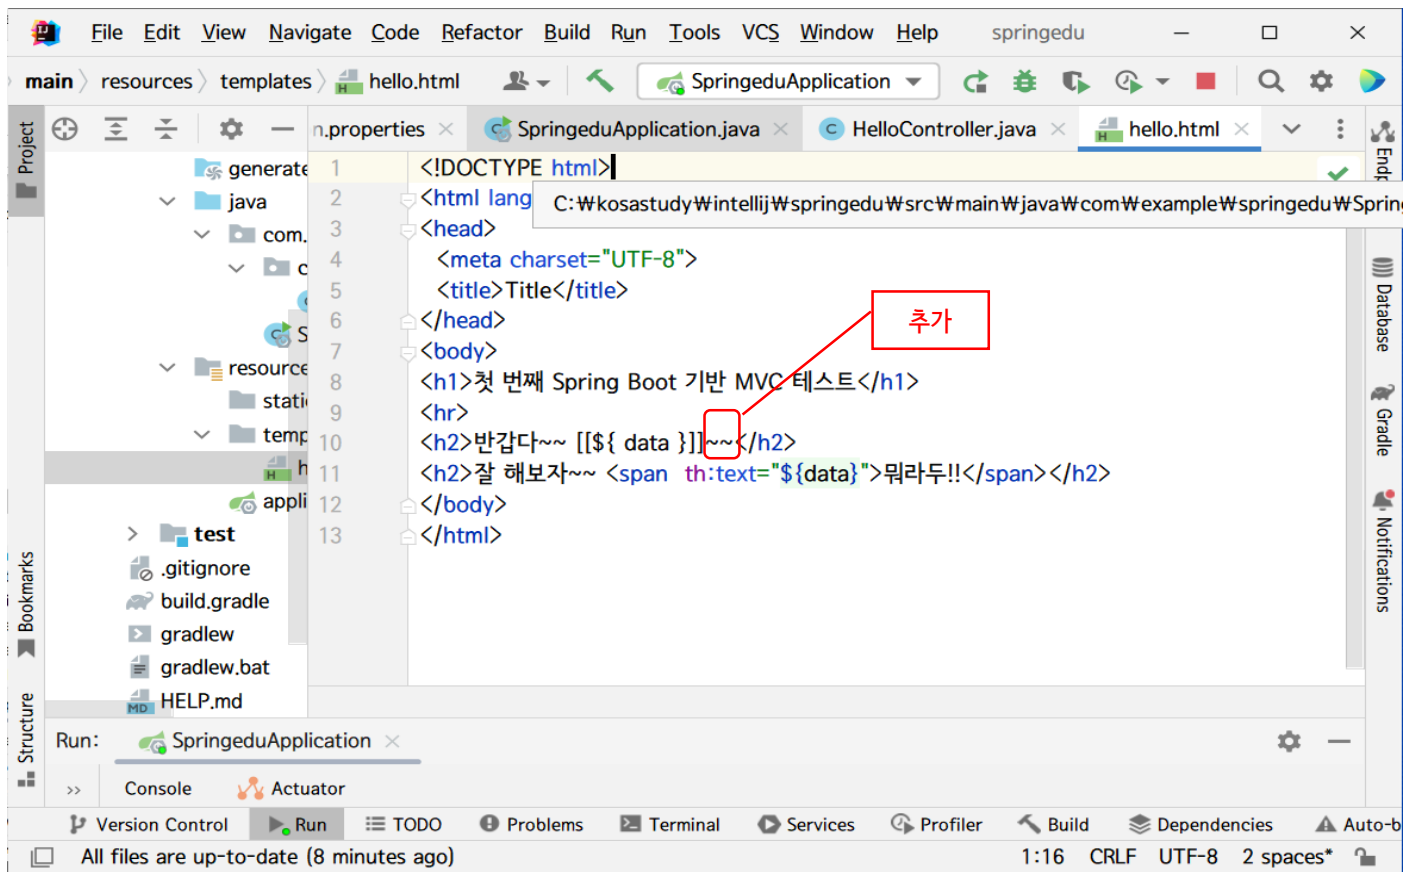 File Edit View Navigate Code Refactor Build Run Tools VCS Window Help springedu
main resources templates hello.html SpringeduApplication
n.properties SpringeduApplication.java HelloController.java hello.html
Project
Bookmarks
Structure
generate
java
com.
c
S
resource
stati
temp
h
appli
test
.gitignore
build.gradle
gradlew
gradlew.bat
HELP.md
1 <!DOCTYPE html>
2 <html lang
C:₩kosastudy₩intellij₩springedu₩src₩main₩java₩com₩example₩springedu₩Spring
3 <head>
4 <meta charset="UTF-8">
5 <title>Title</title>
추가
6 </head>
7 <body>
8 <h1>첫 번째 Spring Boot 기반 MVC 테스트</h1>
9 <hr>
10 <h2>반갑다~~ [[${ data }]]~~</h2>
11 <h2>잘 해보자~~ <span th:text="${data}">뭐라두!!</span></h2>
12 </body>
13 </html>
Endp
Database
Gradle
Notifications
Run: SpringeduApplication
Console Actuator
Version Control Run TODO Problems Terminal Services Profiler Build Dependencies Auto-b
All files are up-to-date (8 minutes ago) 1:16 CRLF UTF-8 2 spaces*